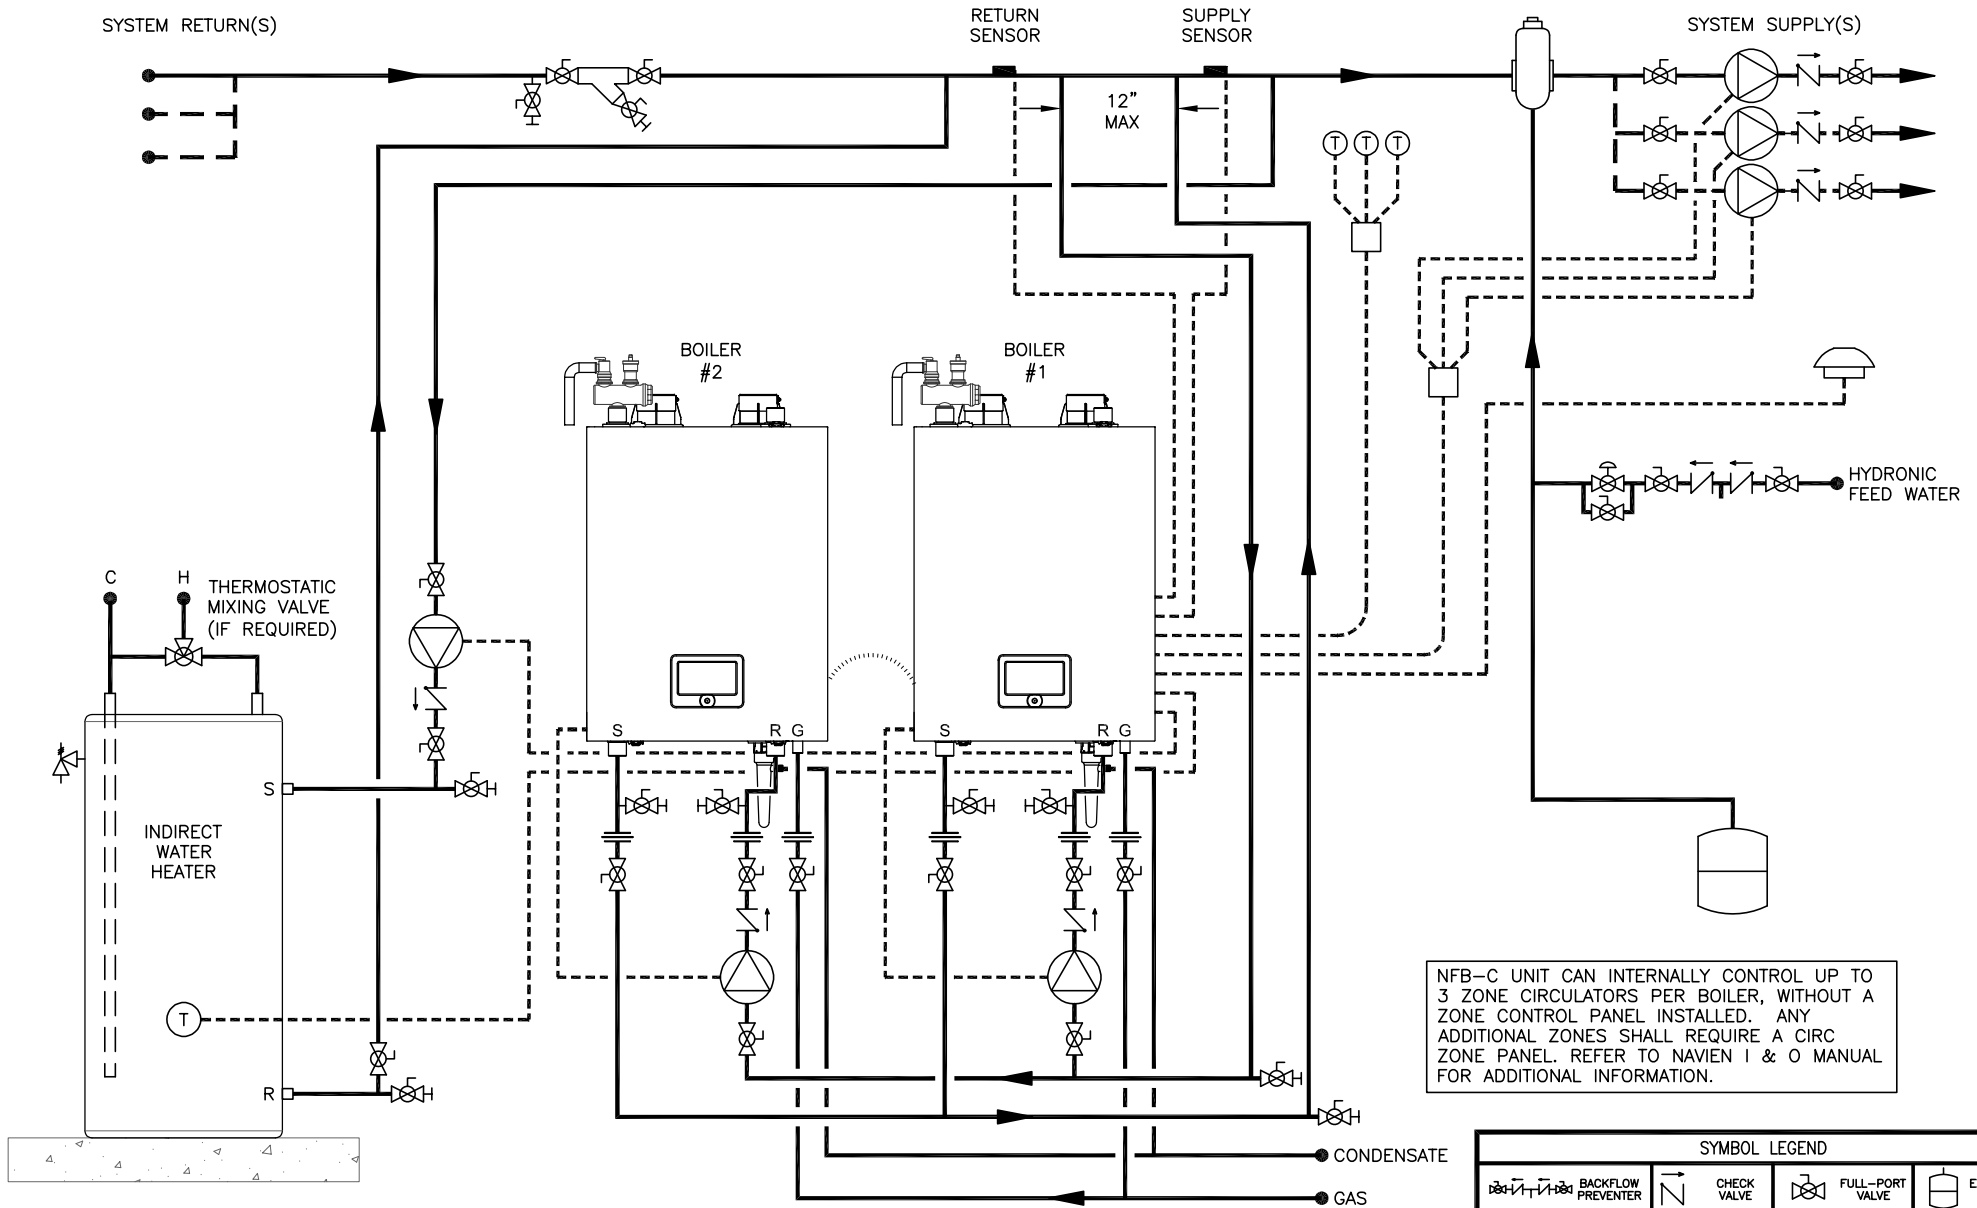 SYSTEM RETURN(S)
RETURN
SENSOR
SUPPLY
SENSOR
SYSTEM SUPPLY(S)
12"
MAX
T
T
T
BOILER
#2
BOILER
#1
HYDRONIC
FEED WATER
C
H
THERMOSTATIC
MIXING VALVE
(IF REQUIRED)
S
R
G
S
R
G
S
INDIRECT
WATER
HEATER
T
R
NFB-C UNIT CAN INTERNALLY CONTROL UP TO
3 ZONE CIRCULATORS PER BOILER, WITHOUT A
ZONE CONTROL PANEL INSTALLED. ANY
ADDITIONAL ZONES SHALL REQUIRE A CIRC
ZONE PANEL. REFER TO NAVIEN I & O MANUAL
FOR ADDITIONAL INFORMATION.
CONDENSATE
GAS
SYMBOL LEGEND
BACKFLOW
PREVENTER
CHECK
VALVE
FULL-PORT
VALVE